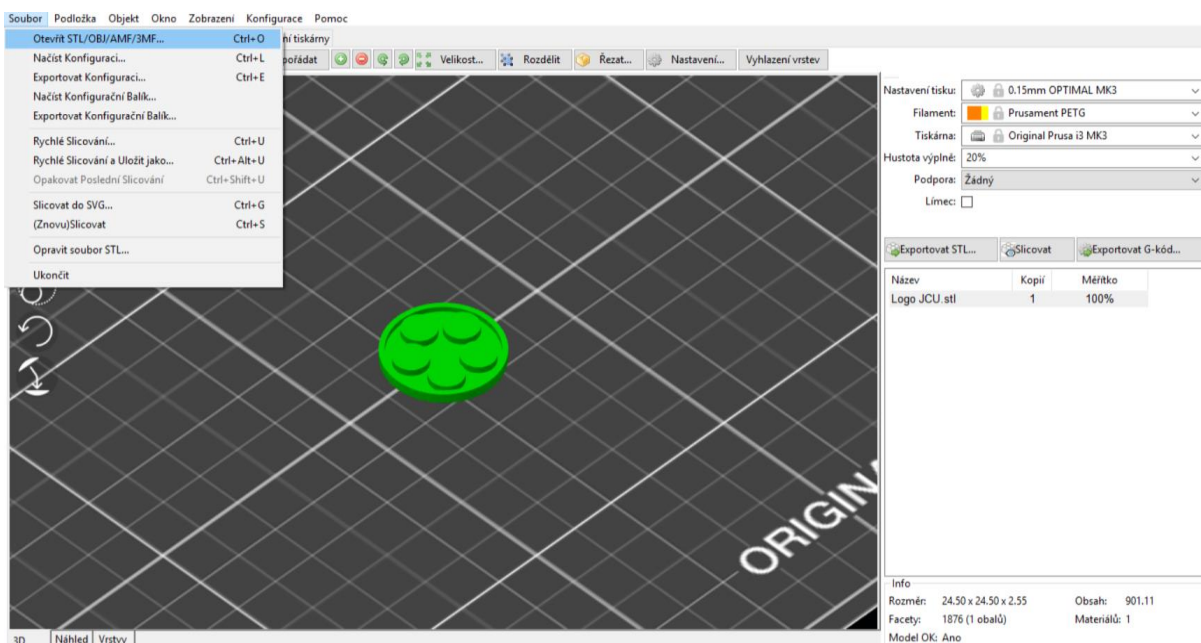 Soubor Podložka Objekt Okno Zobrazení Konfigurace Pomoc
Otevřít STL/OBJ/AMF/3MF... Ctrl+O
Načíst Konfiguraci... Ctrl+L
Exportovat Konfiguraci... Ctrl+E
Načíst Konfigurační Balík...
Exportovat Konfigurační Balík...
Rychlé Slicování... Ctrl+U
Rychlé Slicování a Uložit jako... Ctrl+Alt+U
Opakovat Poslední Slicování Ctrl+Shift+U
Slicovat do SVG... Ctrl+G
(Znovu)Slicovat Ctrl+S
Opravit soubor STL...
Ukončit
ní tiskárny
pořádat Velikost... Rozdělit Řezat... Nastavení... Vyhlazení vrstev
ORIGINA
3D Náhled Vrstvy
Nastavení tisku: 0.15mm OPTIMAL MK3
Filament: Prusament PETG
Tiskárna: Original Prusa i3 MK3
Hustota výplně: 20%
Podpora: Žádný
Límec:
Exportovat STL... Slicovat Exportovat G-kód...
Název Kopií Měřítko
Logo JCU.stl 1 100%
Info
Rozměr: 24.50 x 24.50 x 2.55 Obsah: 901.11
Facety: 1876 (1 obalů) Materiálů: 1
Model OK: Ano